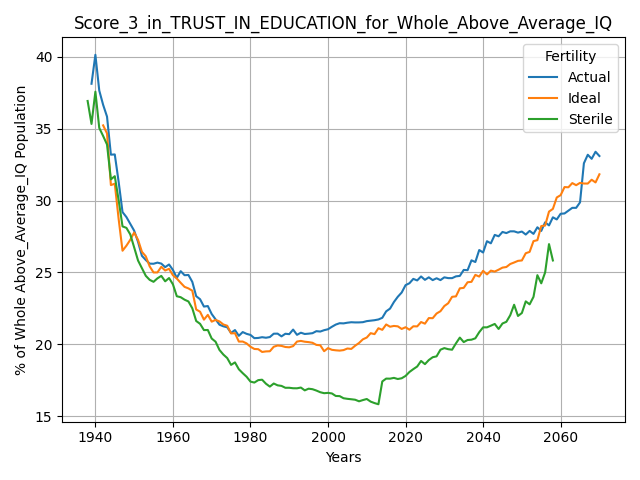 Score_3_in_TRUST_IN_EDUCATION_for_Whole_Above_Average_IQ
% of Whole Above_Average_IQ Population
40
35
30
25
20
15
Fertility
Actual
Ideal
Sterile
1940 1960 1980 2000 2020 2040 2060
Years